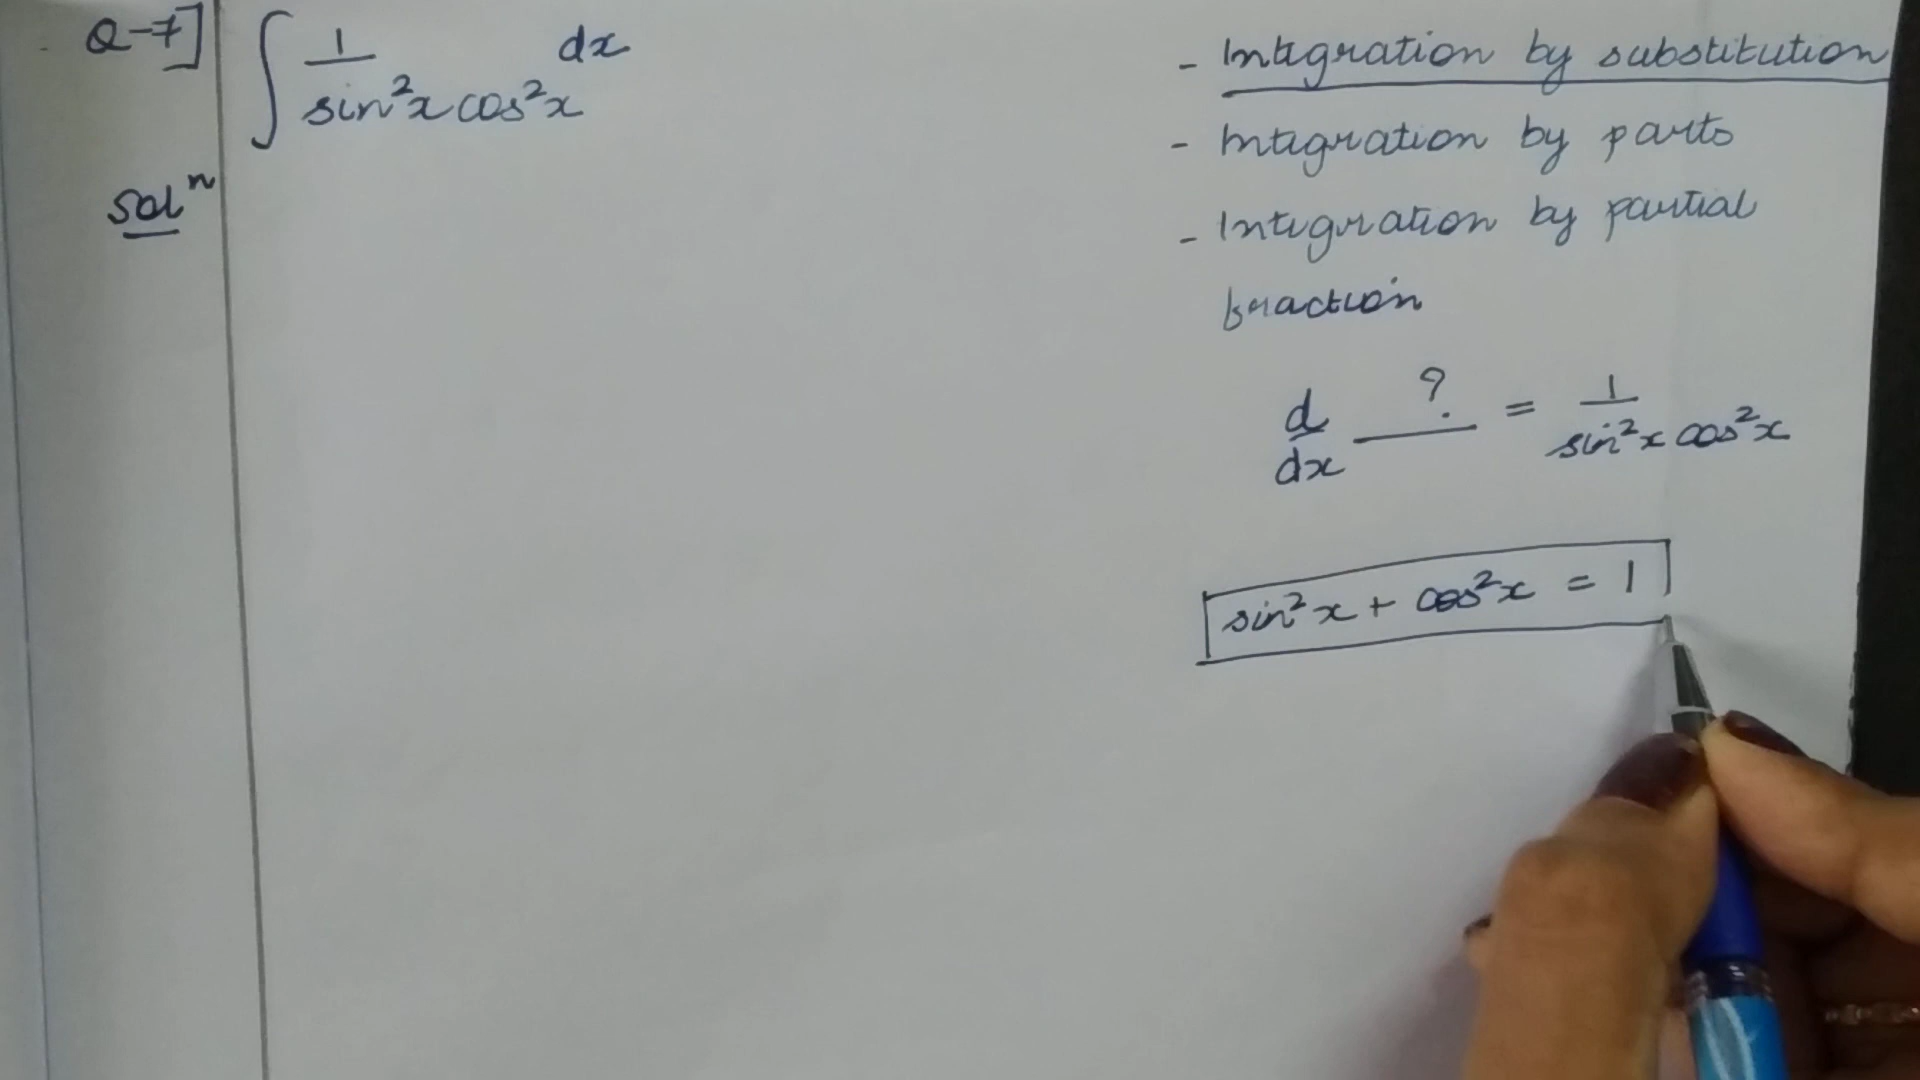 Q-7] ∫ 1/sin²x cos²x dx
Solⁿ
- Integration by substitution
- Integration by parts
- Integration by partial
fraction
d/dx ? = 1/sin²x cos²x
sin²x + cos²x = 1